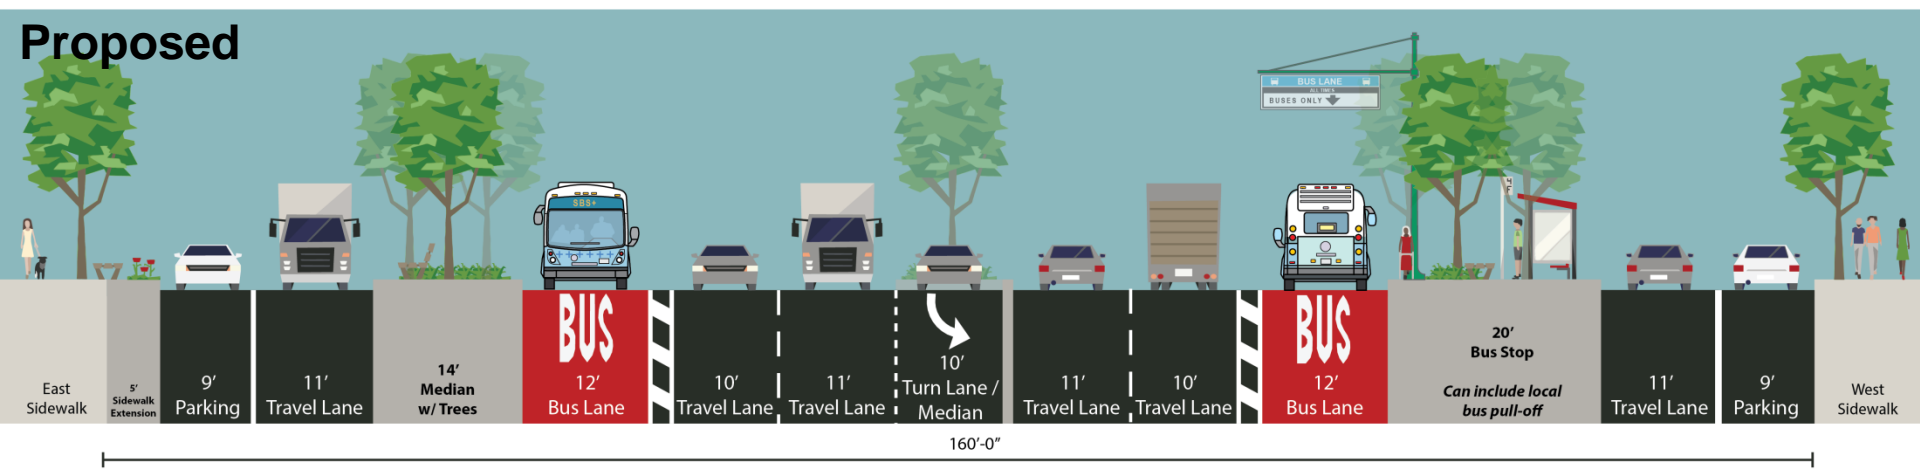 Proposed
BUS LANE
ALL TIMES
BUSES ONLY
SBS+
East
Sidewalk
5′
Sidewalk
Extension
9′
Parking
11′
Travel Lane
14′
Median
w/ Trees
BUS
12′
Bus Lane
10′
Travel Lane
11′
Travel Lane
10′
Turn Lane /
Median
11′
Travel Lane
10′
Travel Lane
BUS
12′
Bus Lane
20′
Bus Stop
Can include local
bus pull-off
11′
Travel Lane
9′
Parking
West
Sidewalk
160′-0″